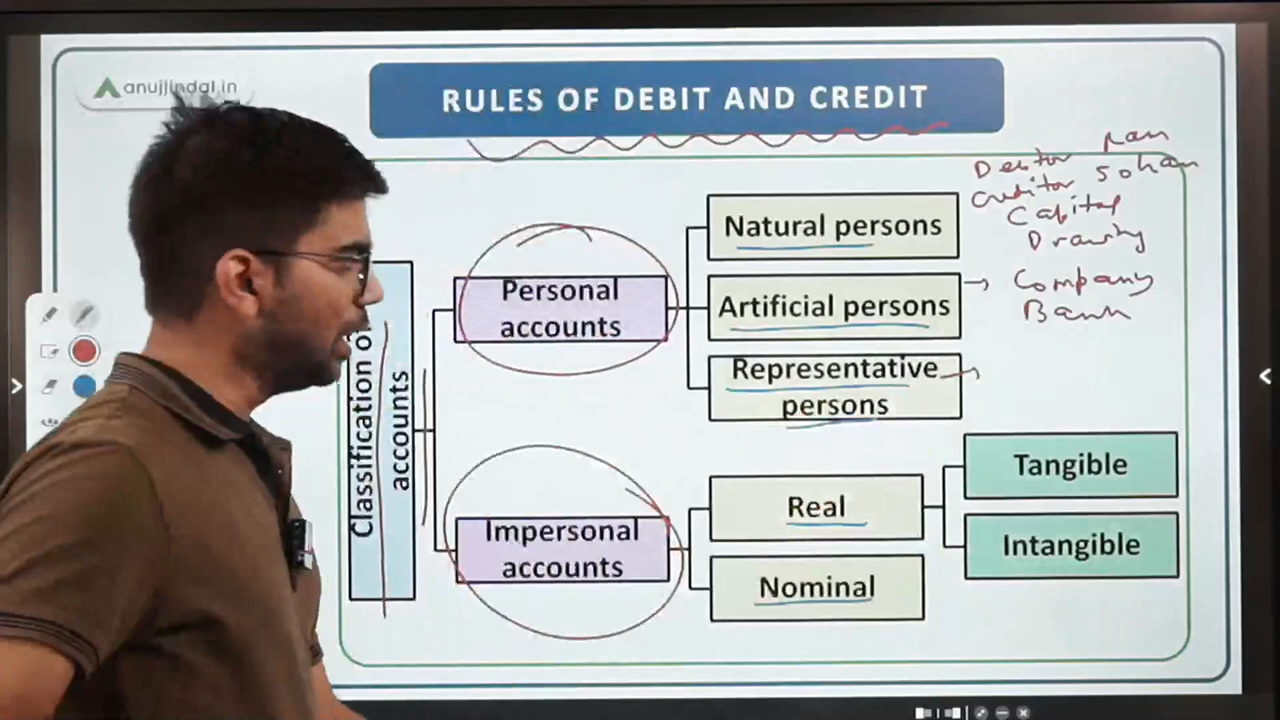 anujjindal.in
RULES OF DEBIT AND CREDIT
Debtor Ram
Creditor Sohan
Capital
Drawing
Natural persons
Personal
accounts
Artificial persons
Company
Bank
Representative
persons
Classification of
accounts
Impersonal
accounts
Real
Nominal
Tangible
Intangible